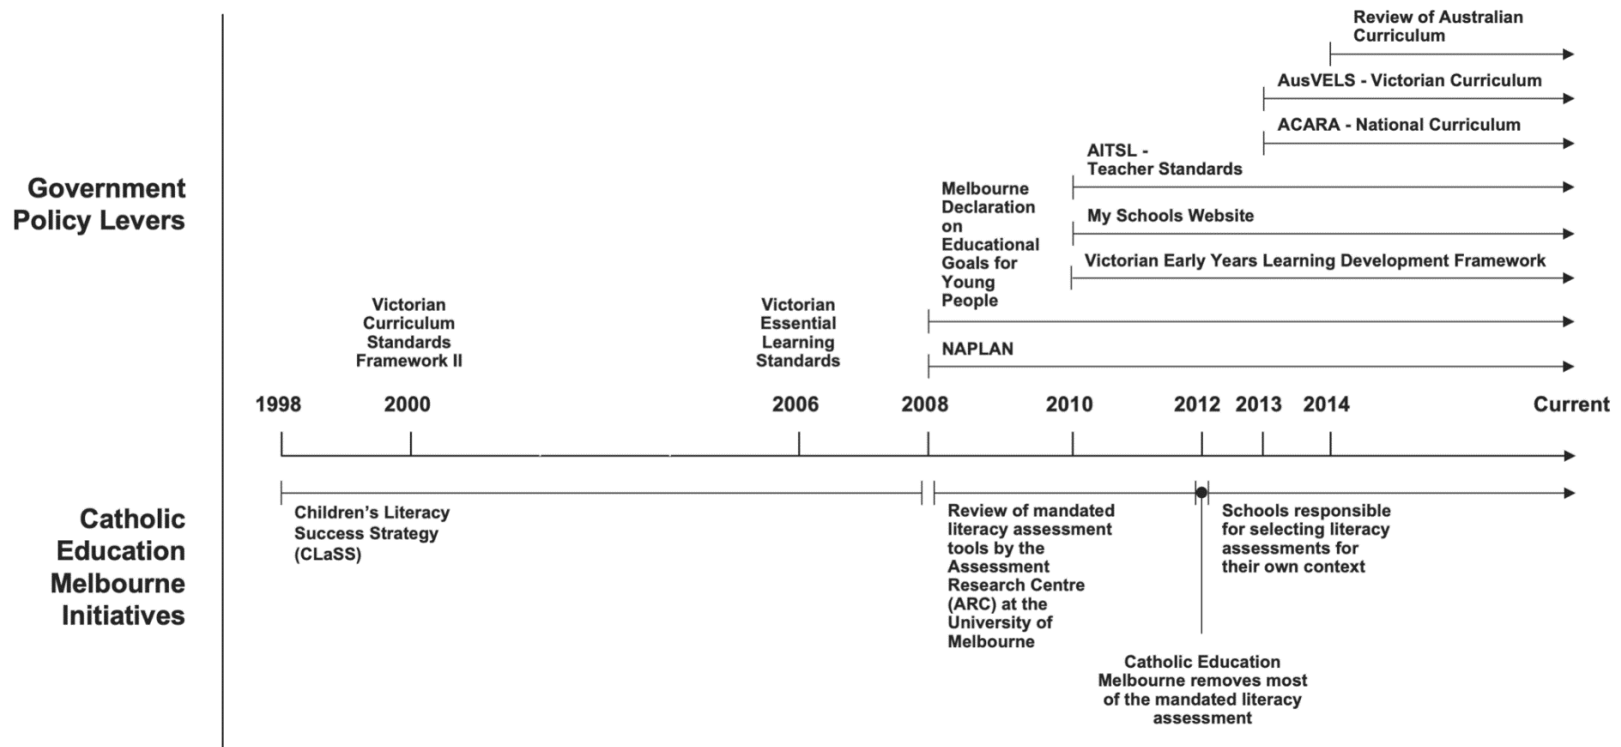 Review of Australian
Curriculum
AusVELS - Victorian Curriculum
ACARA - National Curriculum
AITSL -
Teacher Standards
Government
Policy Levers
Melbourne
Declaration
on
Educational
Goals for
Young
People
My Schools Website
Victorian Early Years Learning Development Framework
Victorian
Curriculum
Standards
Framework II
Victorian
Essential
Learning
Standards
NAPLAN
1998 2000 2006 2008 2010 2012 2013 2014 Current
Catholic
Education
Melbourne
Initiatives
Children’s Literacy
Success Strategy
(CLaSS)
Review of mandated
literacy assessment
tools by the
Assessment
Research Centre
(ARC) at the
University of
Melbourne
Schools responsible
for selecting literacy
assessments for
their own context
Catholic Education
Melbourne removes most
of the mandated literacy
assessment